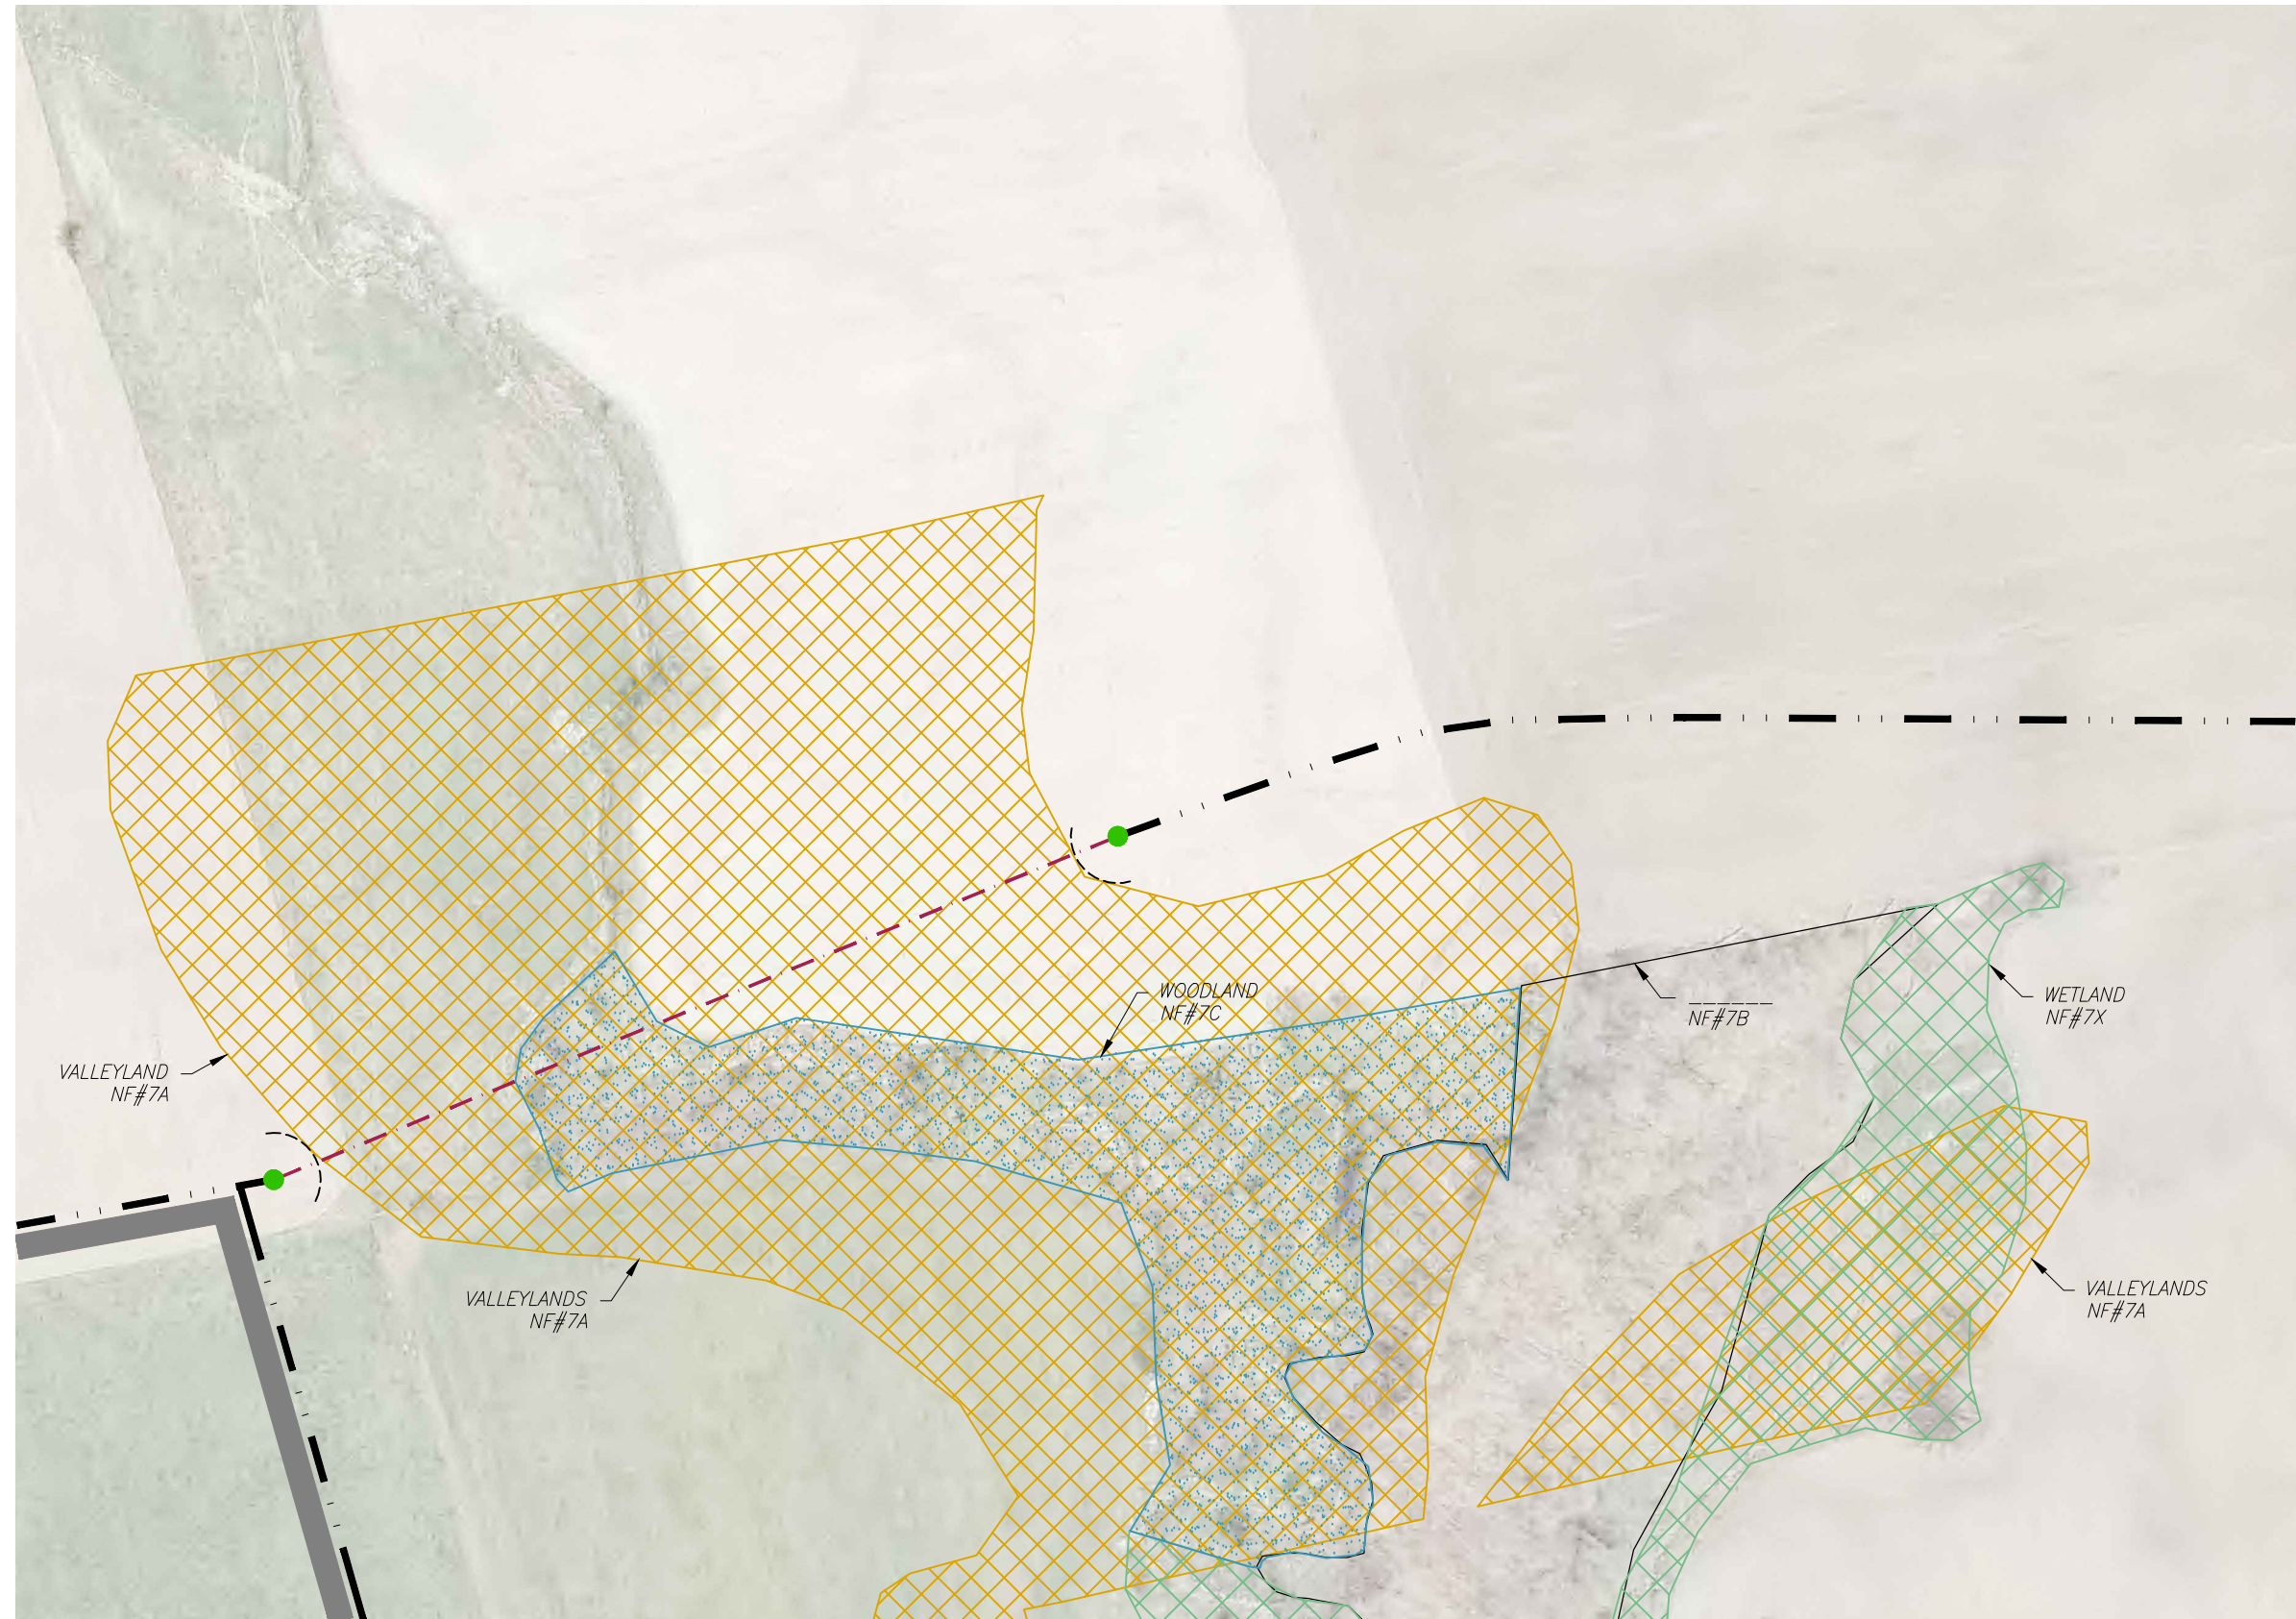 WOODLAND
NF#7C
______
NF#7B
WETLAND
NF#7X
VALLEYLAND
NF#7A
VALLEYLANDS
NF#7A
VALLEYLANDS
NF#7A